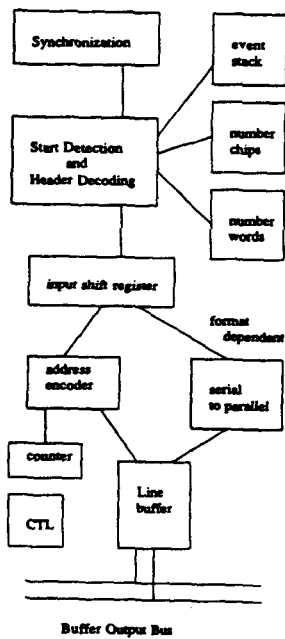 Synchronization
event
stack
Start Detection
and
Header Decoding
number
chips
number
words
input shift register
format
dependant
address
encoder
serial
to parallel
counter
Line
buffer
CTL
Buffer Output Bus